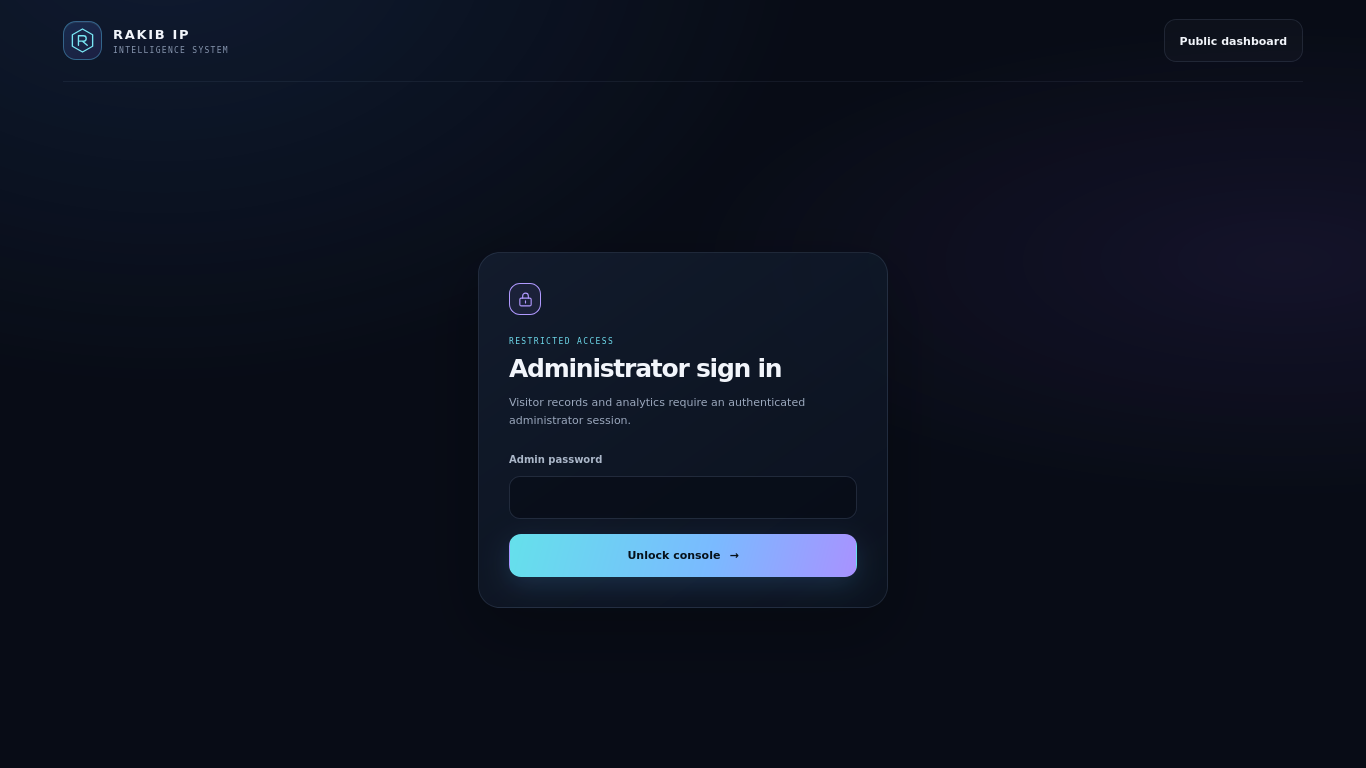 RAKIB IP
INTELLIGENCE SYSTEM
Public dashboard
RESTRICTED ACCESS
Administrator sign in
Visitor records and analytics require an authenticated
administrator session.
Admin password
Unlock console →